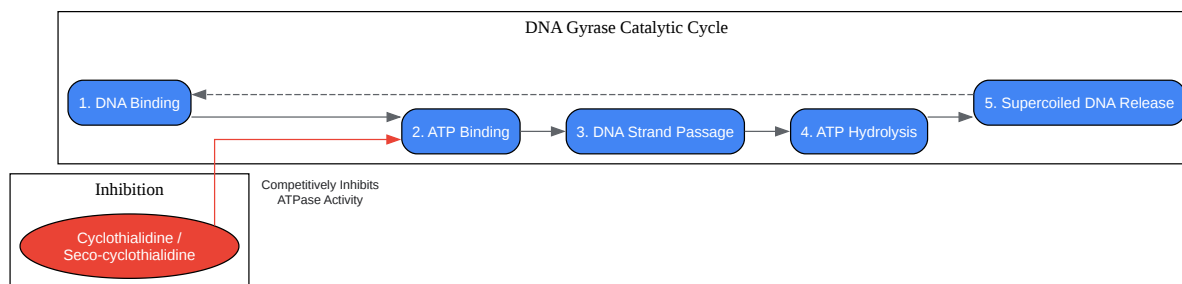 DNA Gyrase Catalytic Cycle
1. DNA Binding
2. ATP Binding
3. DNA Strand Passage
4. ATP Hydrolysis
5. Supercoiled DNA Release
Inhibition
Competitively Inhibits
ATPase Activity
Cyclothialidine /
Seco-cyclothialidine